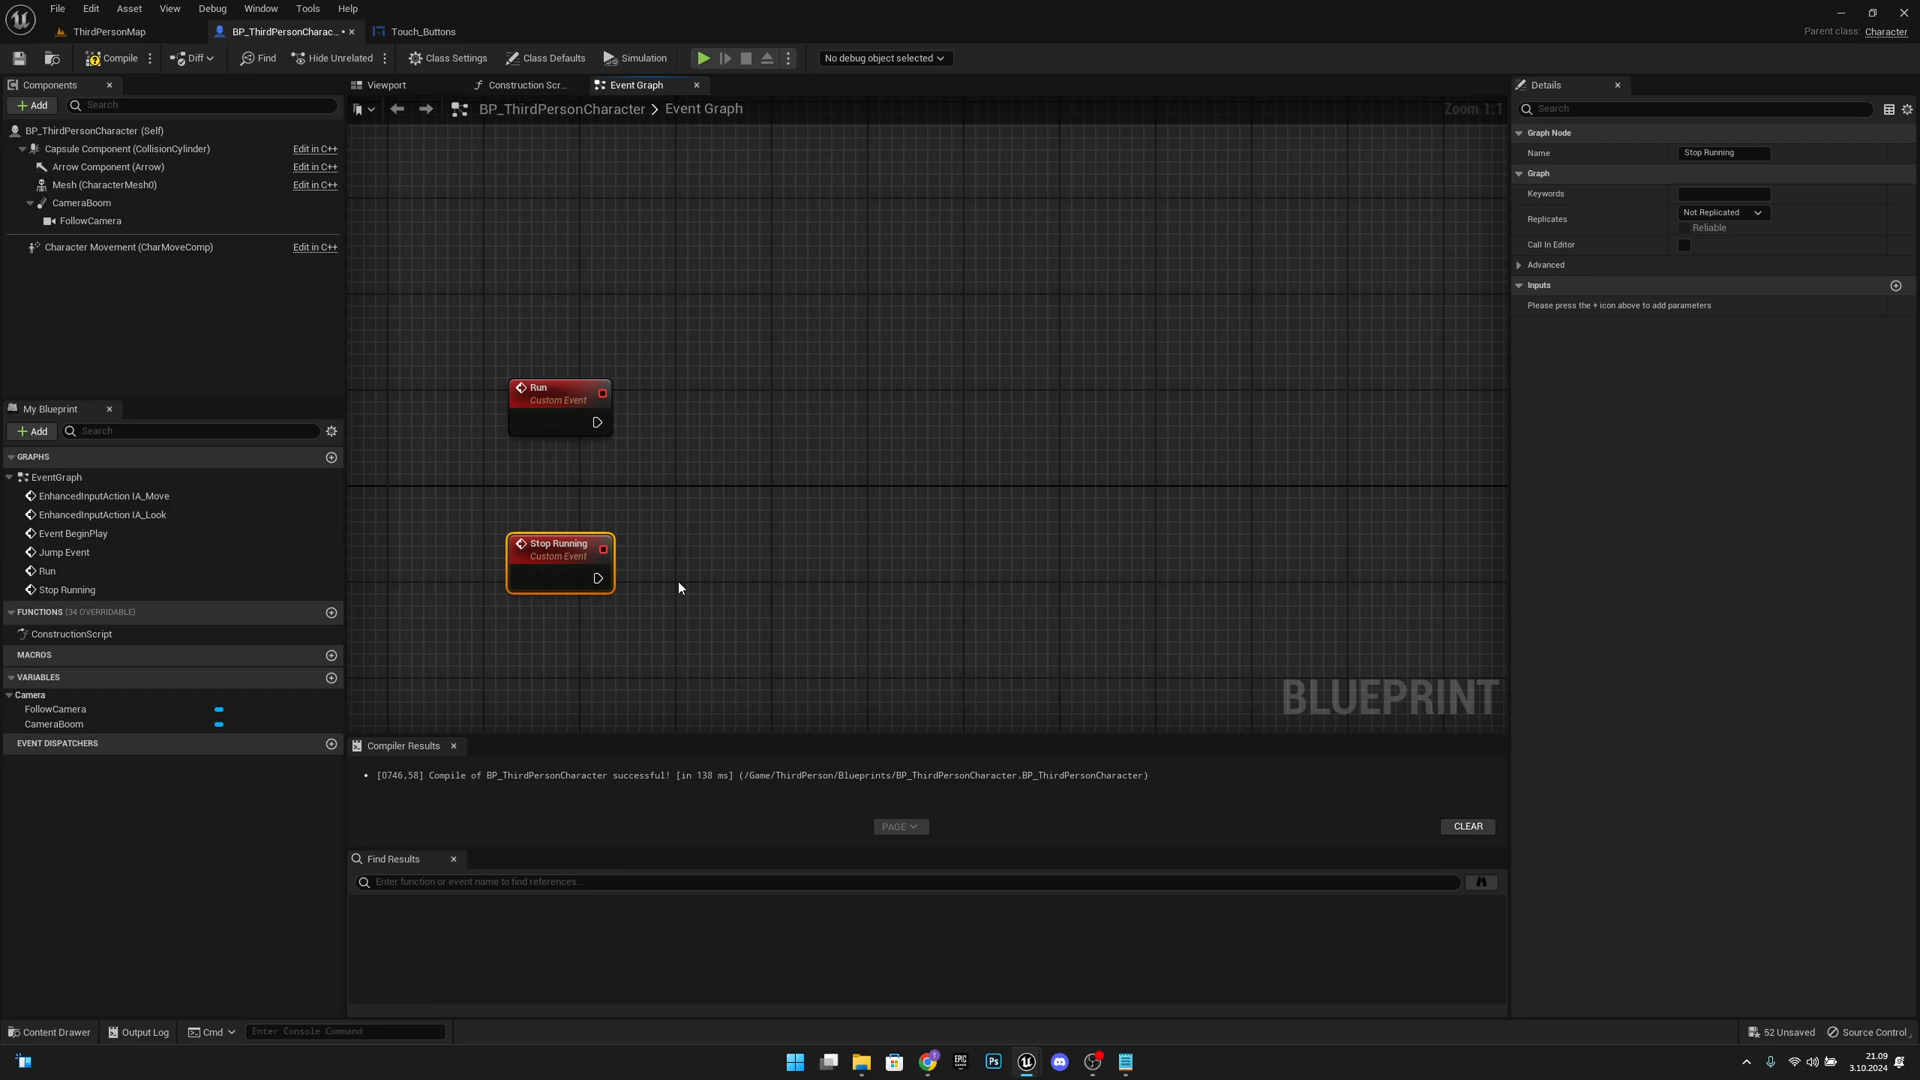 File Edit Asset View Debug Window Tools Help
ThirdPersonMap BP_ThirdPersonCharac... • Touch_Buttons Parent class: Character
Compile Diff Find Hide Unrelated Class Settings Class Defaults Simulation No debug object selected
Components Viewport Construction Scr... Event Graph Details
Add Search BP_ThirdPersonCharacter > Event Graph Zoom 1:1 Search
BP_ThirdPersonCharacter (Self)
Capsule Component (CollisionCylinder) Edit in C++
Arrow Component (Arrow) Edit in C++
Mesh (CharacterMesh0) Edit in C++
CameraBoom
FollowCamera
Character Movement (CharMoveComp) Edit in C++
Graph Node
Name Stop Running
Graph
Keywords
Replicates Not Replicated
Reliable
Call In Editor
Advanced
Inputs
Please press the + icon above to add parameters
Run
Custom Event
Stop Running
Custom Event
BLUEPRINT
My Blueprint
Add Search
GRAPHS
EventGraph
EnhancedInputAction IA_Move
EnhancedInputAction IA_Look
Event BeginPlay
Jump Event
Run
Stop Running
FUNCTIONS (34 OVERRIDABLE)
ConstructionScript
MACROS
VARIABLES
Camera
FollowCamera
CameraBoom
EVENT DISPATCHERS
Compiler Results
[0746,58] Compile of BP_ThirdPersonCharacter successful! [in 138 ms] (/Game/ThirdPerson/Blueprints/BP_ThirdPersonCharacter.BP_ThirdPersonCharacter)
PAGE CLEAR
Find Results
Enter function or event name to find references...
Content Drawer Output Log Cmd Enter Console Command 52 Unsaved Source Control
EPIC GAMES Ps 21.09
3.10.2024